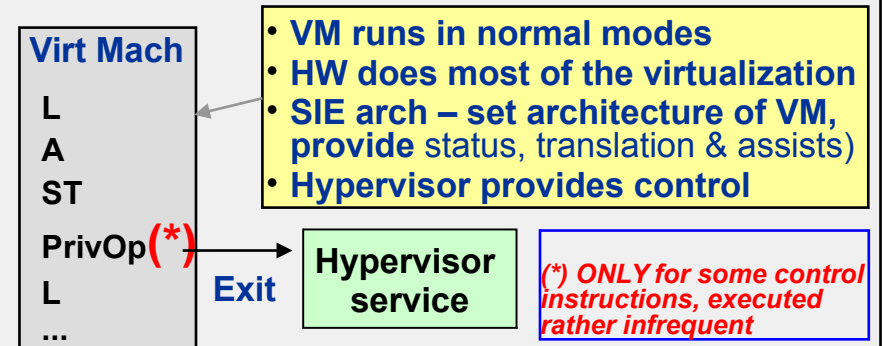 Virt Mach
L
A
ST
PrivOp(*)
L
...
• VM runs in normal modes
• HW does most of the virtualization
• SIE arch – set architecture of VM,
provide status, translation & assists)
• Hypervisor provides control
Exit
Hypervisor
service
(*) ONLY for some control
instructions, executed
rather infrequent